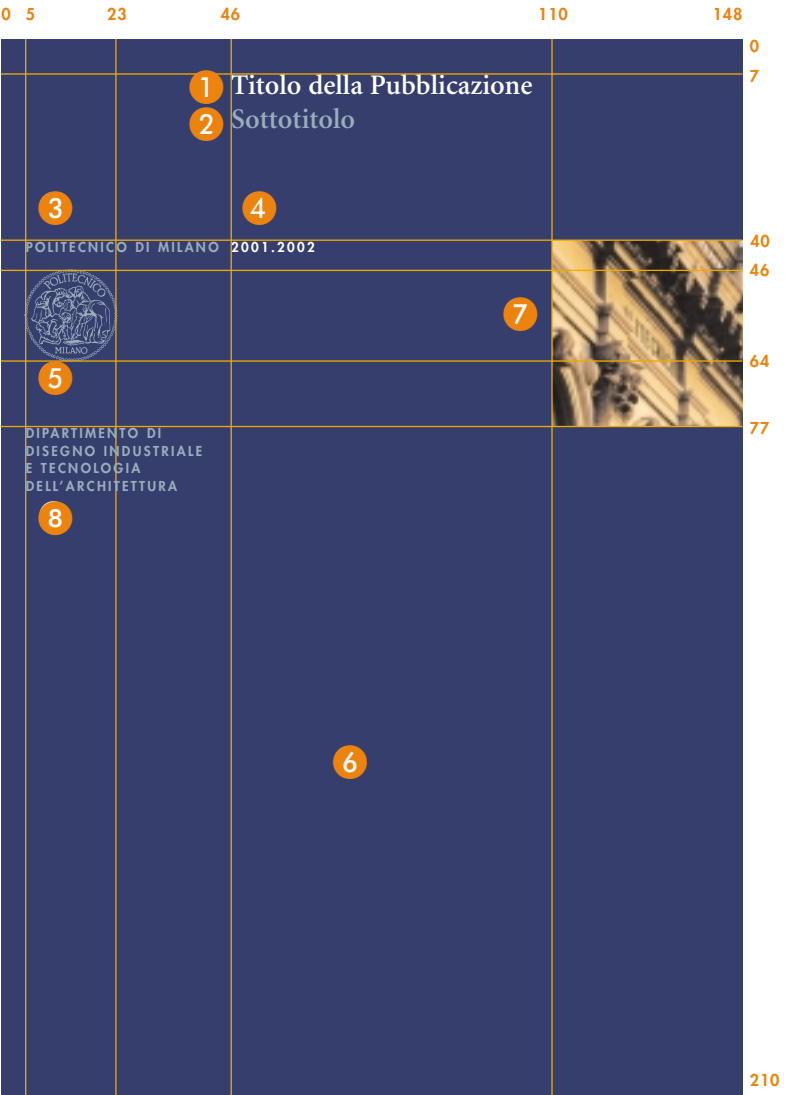 0 5 23 46 110 148
0
7
1 Titolo della Pubblicazione
2 Sottotitolo
3 4
40
POLITECNICO DI MILANO 2001.2002
46
POLITECNICO
MILANO
7
64
5
77
DIPARTIMENTO DI
DISEGNO INDUSTRIALE
E TECNOLOGIA
DELL’ARCHITETTURA
8
6
210